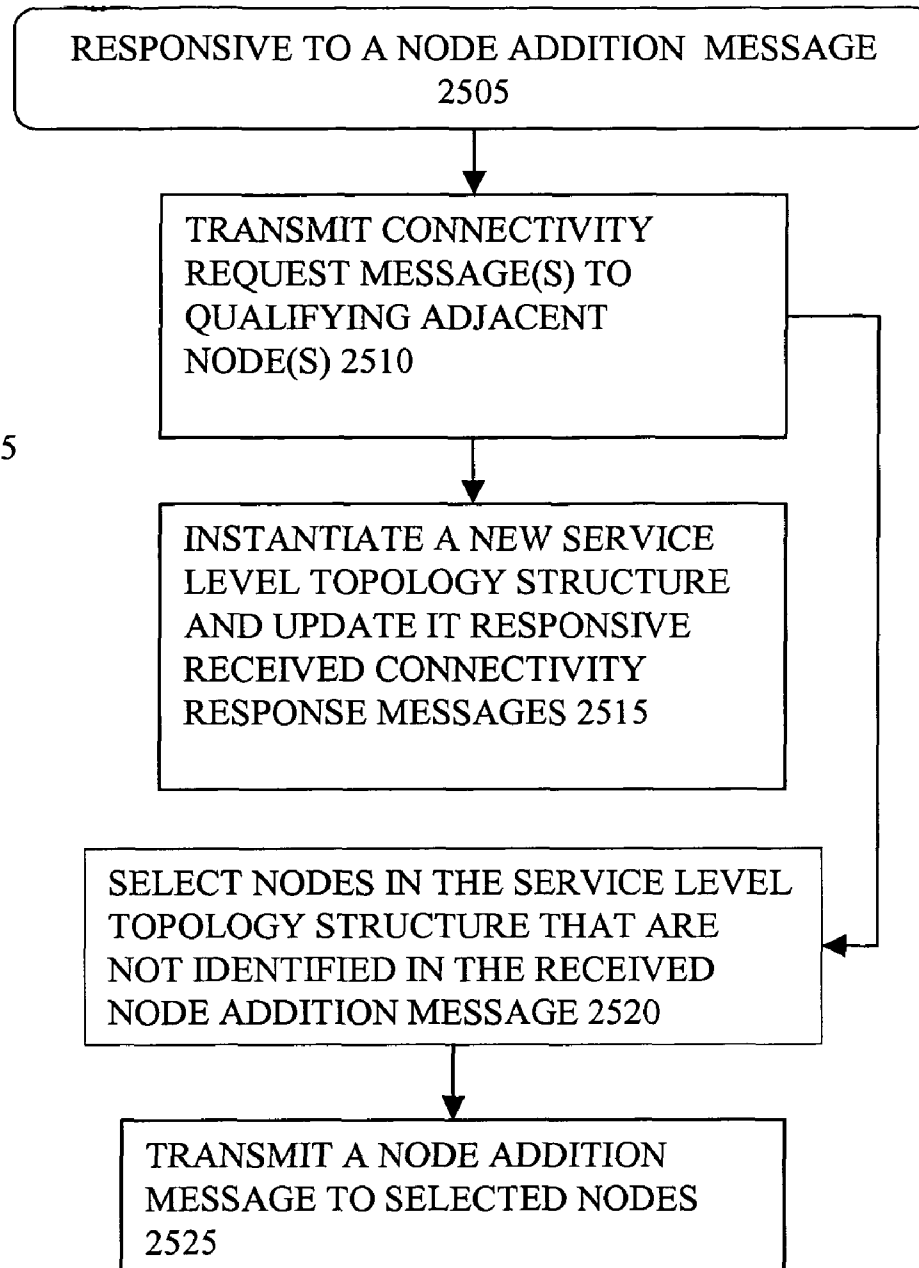 RESPONSIVE TO A NODE ADDITION MESSAGE
2505
TRANSMIT CONNECTIVITY
REQUEST MESSAGE(S) TO
QUALIFYING ADJACENT
NODE(S) 2510
5
INSTANTIATE A NEW SERVICE
LEVEL TOPOLOGY STRUCTURE
AND UPDATE IT RESPONSIVE
RECEIVED CONNECTIVITY
RESPONSE MESSAGES 2515
SELECT NODES IN THE SERVICE LEVEL
TOPOLOGY STRUCTURE THAT ARE
NOT IDENTIFIED IN THE RECEIVED
NODE ADDITION MESSAGE 2520
TRANSMIT A NODE ADDITION
MESSAGE TO SELECTED NODES
2525